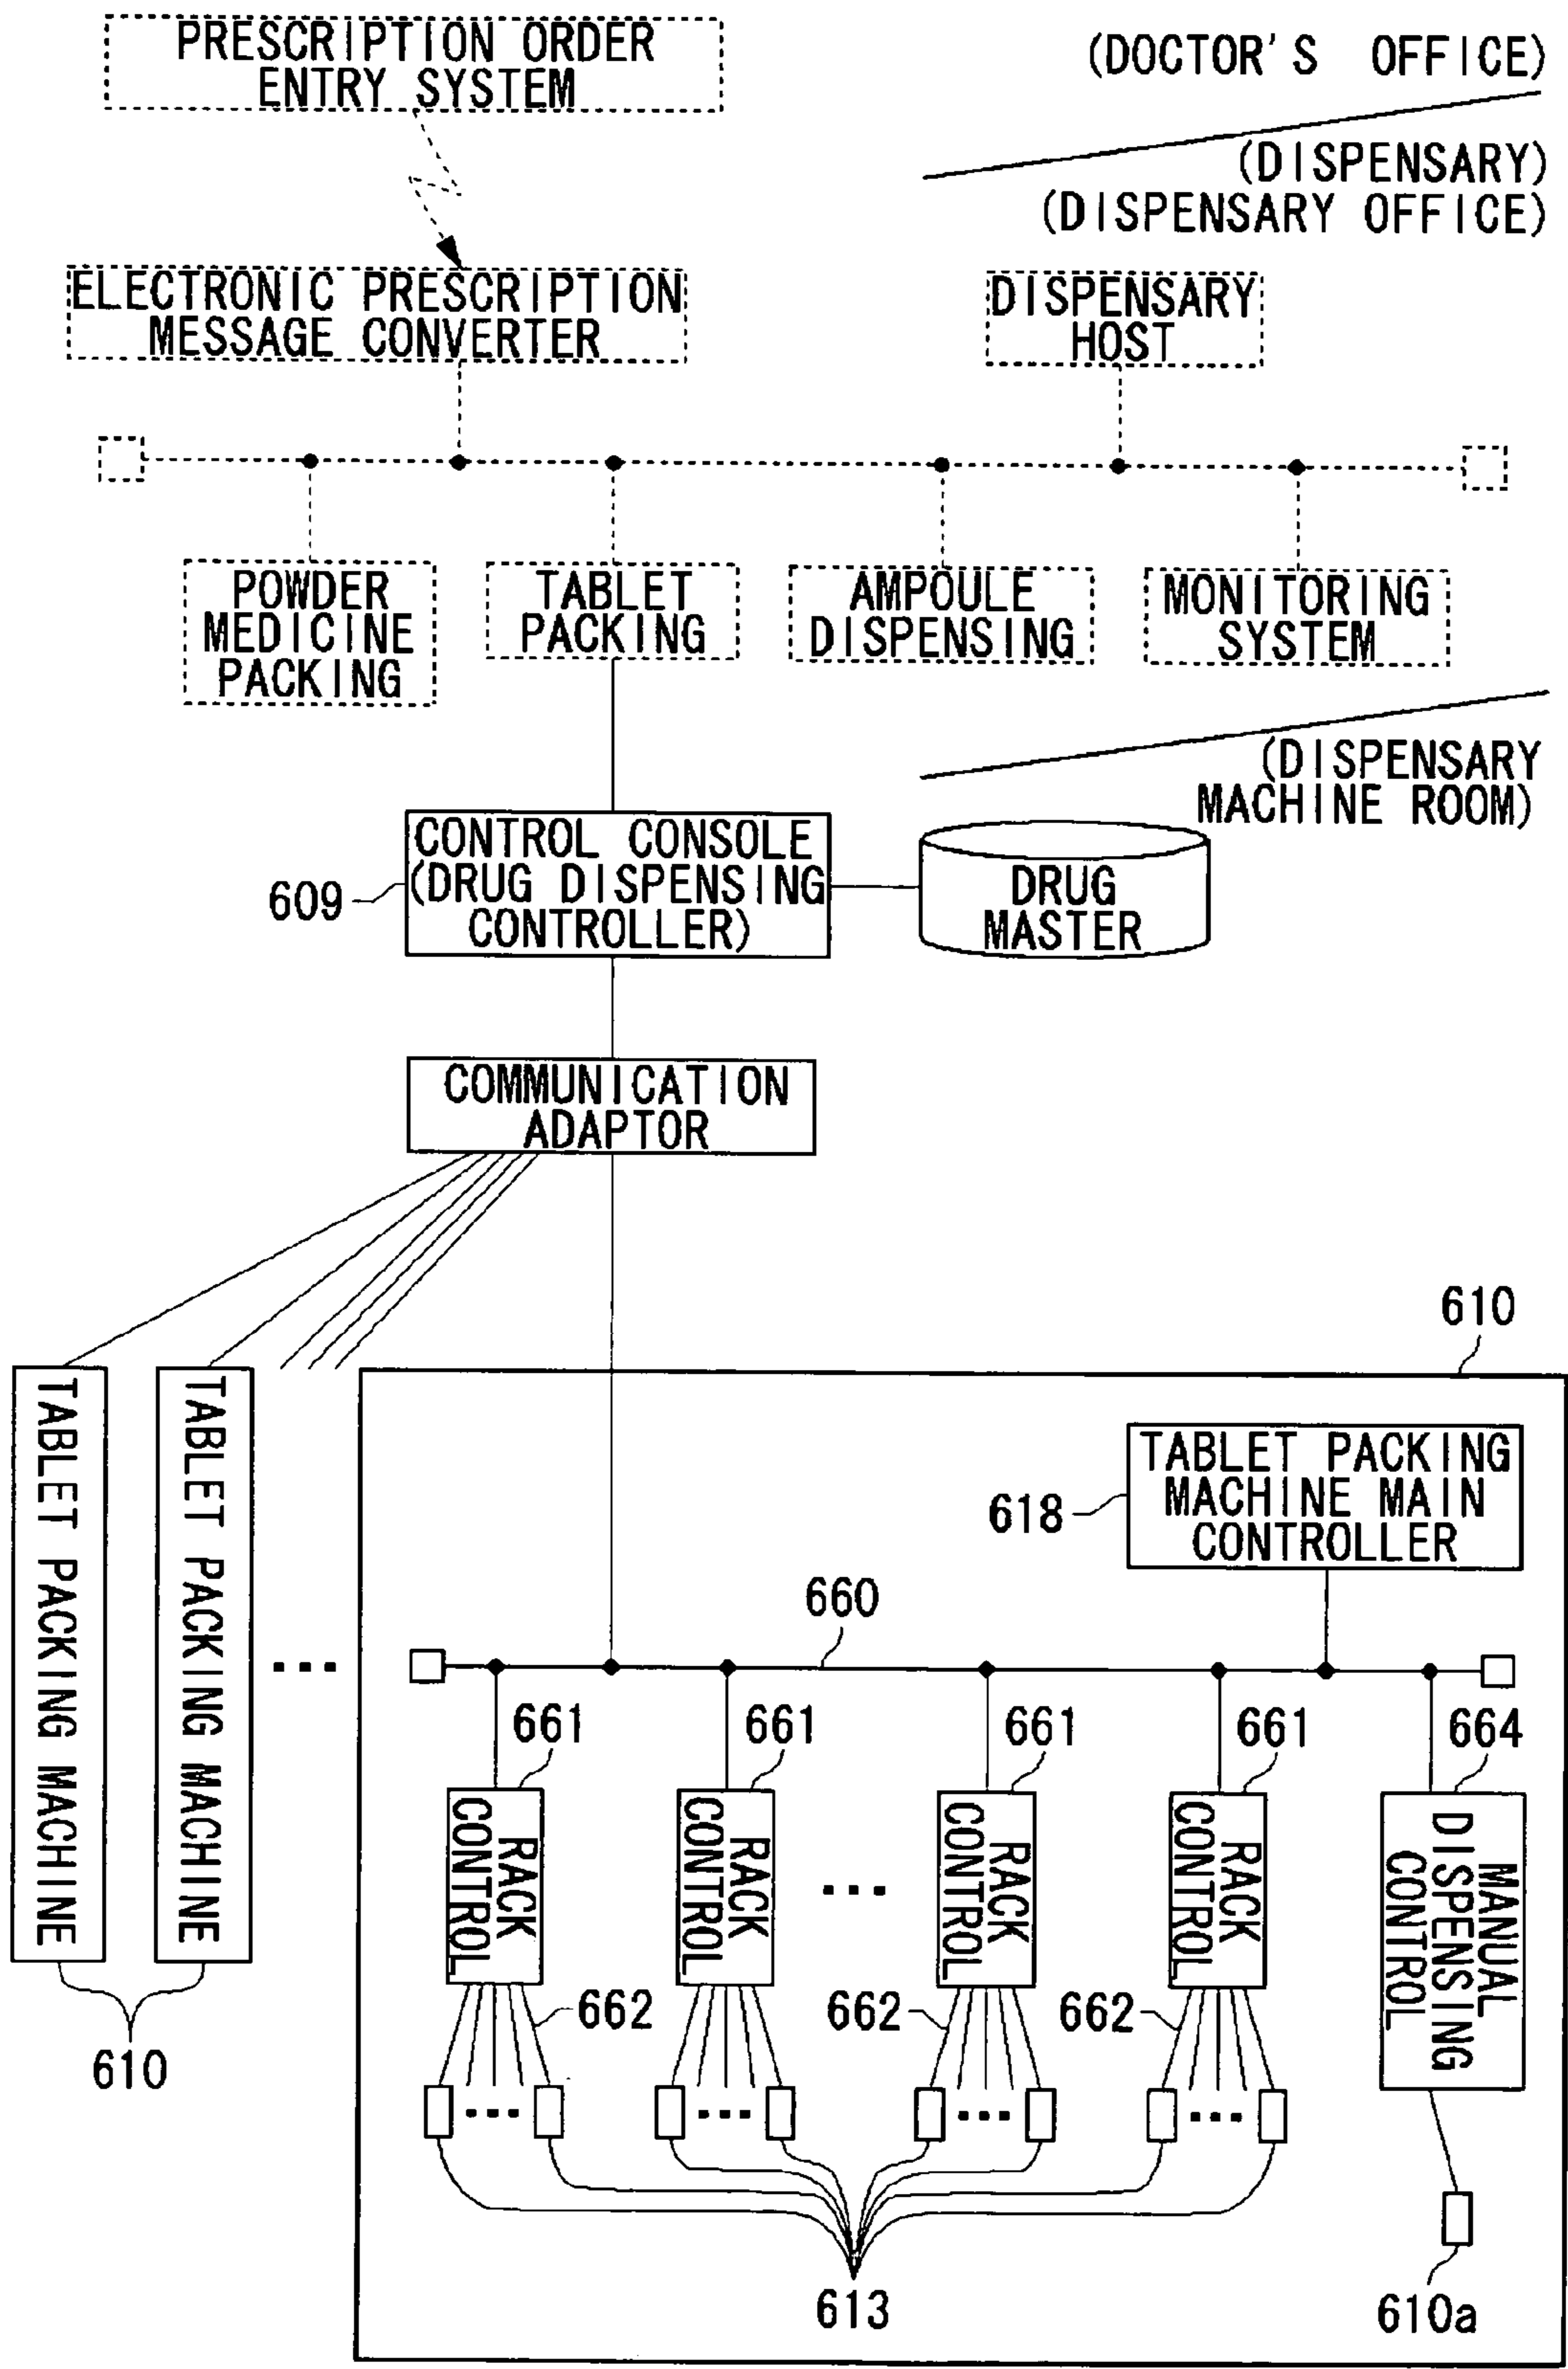 PRESCRIPTION ORDER
ENTRY SYSTEM
(DOCTOR'S OFFICE)
(DISPENSARY)
(DISPENSARY OFFICE)
ELECTRONIC PRESCRIPTION
MESSAGE CONVERTER
DISPENSARY
HOST
POWDER
MEDICINE
PACKING
TABLET
PACKING
AMPOULE
DISPENSING
MONITORING
SYSTEM
(DISPENSARY
MACHINE ROOM)
CONTROL CONSOLE
(DRUG DISPENSING
CONTROLLER)
609
DRUG
MASTER
COMMUNICATION
ADAPTOR
610
TABLET PACKING MACHINE
TABLET PACKING MACHINE
...
610
TABLET PACKING
MACHINE MAIN
CONTROLLER
618
660
661
661
661
661
664
RACK
CONTROL
RACK
CONTROL
...
RACK
CONTROL
RACK
CONTROL
MANUAL
DISPENSING
CONTROL
662
662
662
...
...
...
...
613
610a